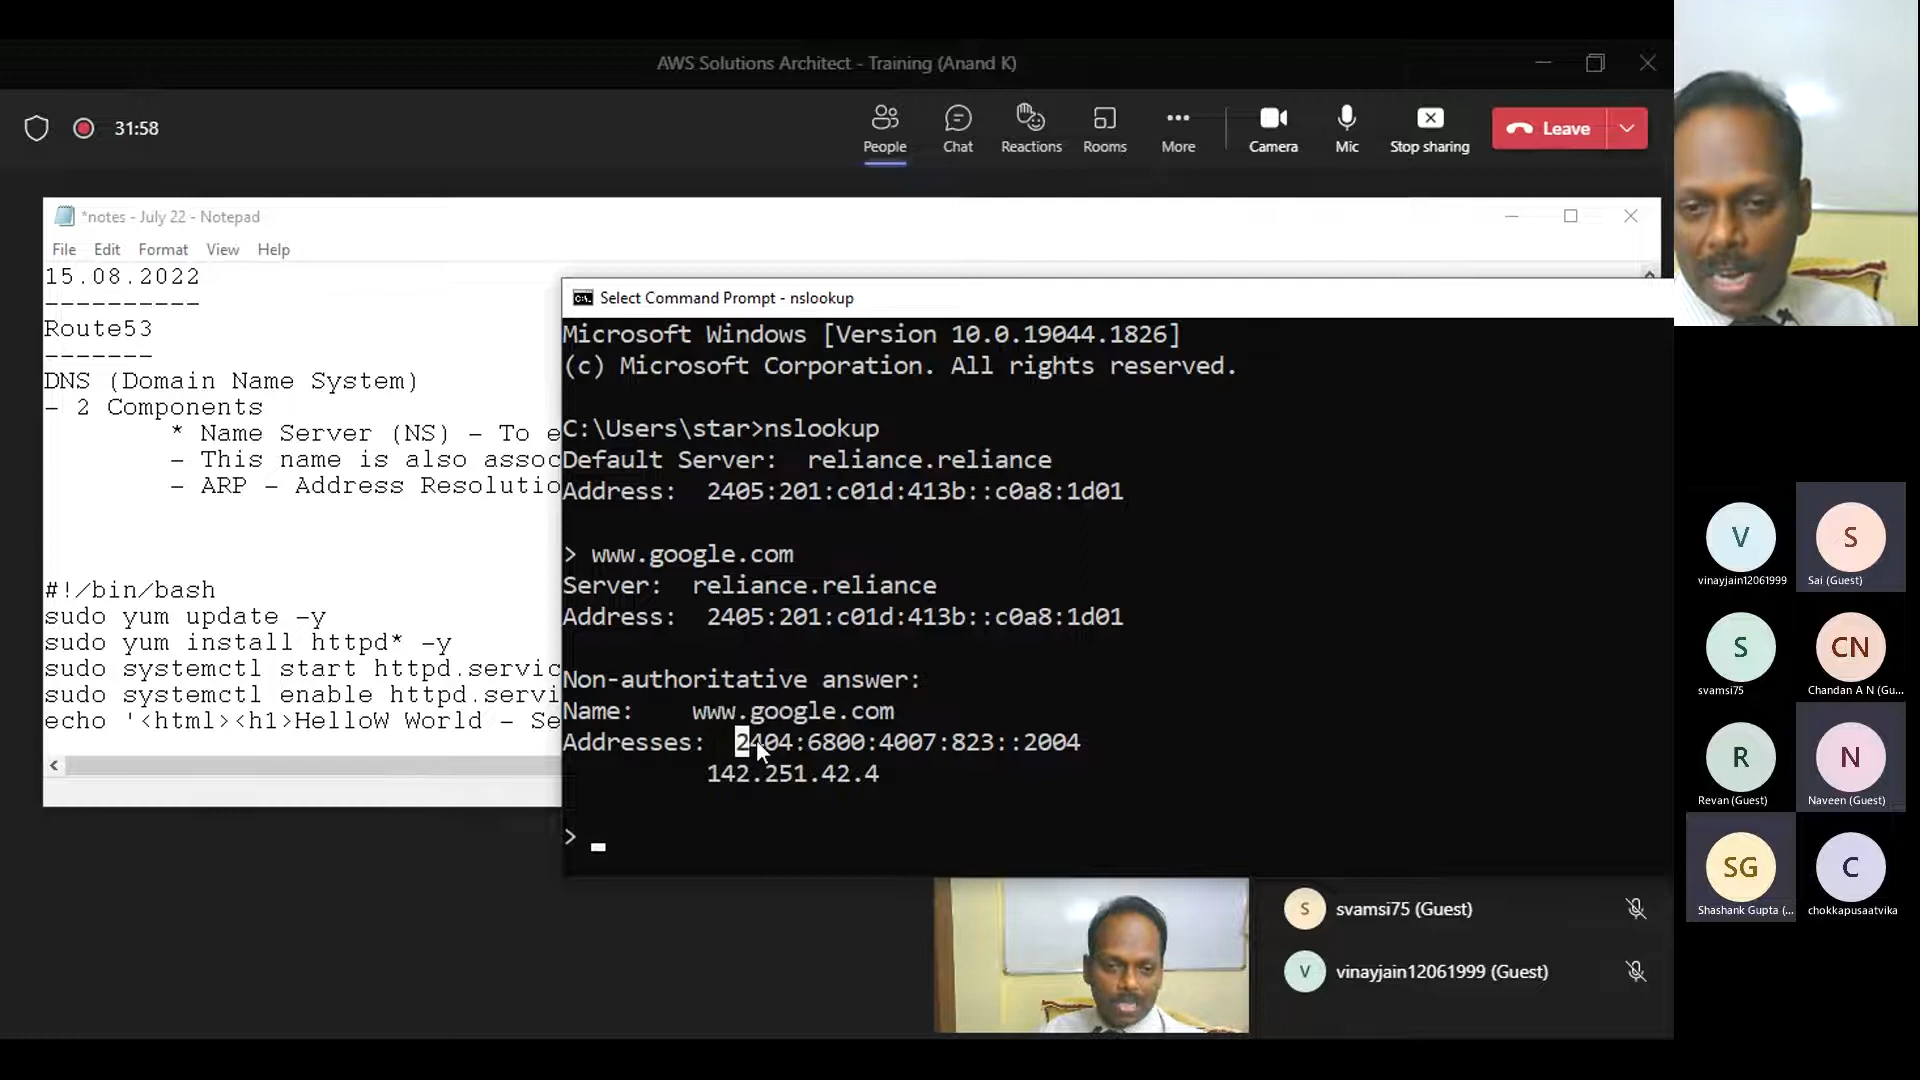 AWS Solutions Architect - Training (Anand K)
31:58
People
Chat
Reactions
Rooms
More
Camera
Mic
Stop sharing
Leave
*notes - July 22 - Notepad
File Edit Format View Help
15.08.2022
----------
Route53
-------
DNS (Domain Name System)
- 2 Components
* Name Server (NS) - To e
- This name is also assoc
- ARP - Address Resolutio
#!/bin/bash
sudo yum update -y
sudo yum install httpd* -y
sudo systemctl start httpd.servic
sudo systemctl enable httpd.servi
echo '<html><h1>HelloW World - Se
Select Command Prompt - nslookup
Microsoft Windows [Version 10.0.19044.1826]
(c) Microsoft Corporation. All rights reserved.
C:\Users\star>nslookup
Default Server:  reliance.reliance
Address:  2405:201:c01d:413b::c0a8:1d01
> www.google.com
Server:  reliance.reliance
Address:  2405:201:c01d:413b::c0a8:1d01
Non-authoritative answer:
Name:    www.google.com
Addresses:  2404:6800:4007:823::2004
142.251.42.4
>
S svamsi75 (Guest)
V vinayjain12061999 (Guest)
V
vinayjain12061999
S
Sai (Guest)
S
svamsi75
CN
Chandan A N (Gu...
R
Revan (Guest)
N
Naveen (Guest)
SG
Shashank Gupta (...
C
chokkapusaatvika